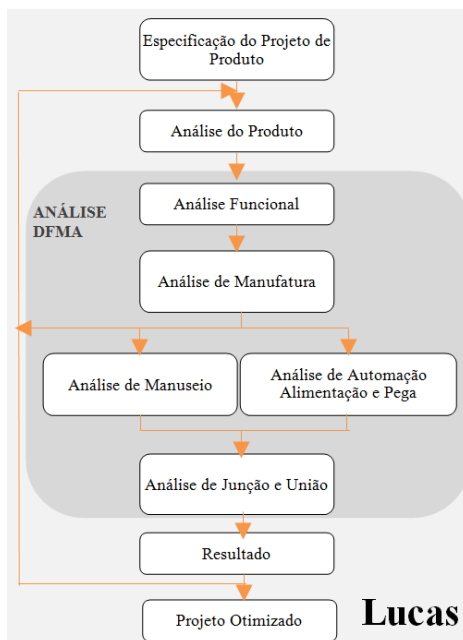 Especificação do Projeto de
Produto
Análise do Produto
ANÁLISE
DFMA
Análise Funcional
Análise de Manufatura
Análise de Manuseio
Análise de Automação
Alimentação e Pega
Análise de Junção e União
Resultado
Projeto Otimizado
Lucas